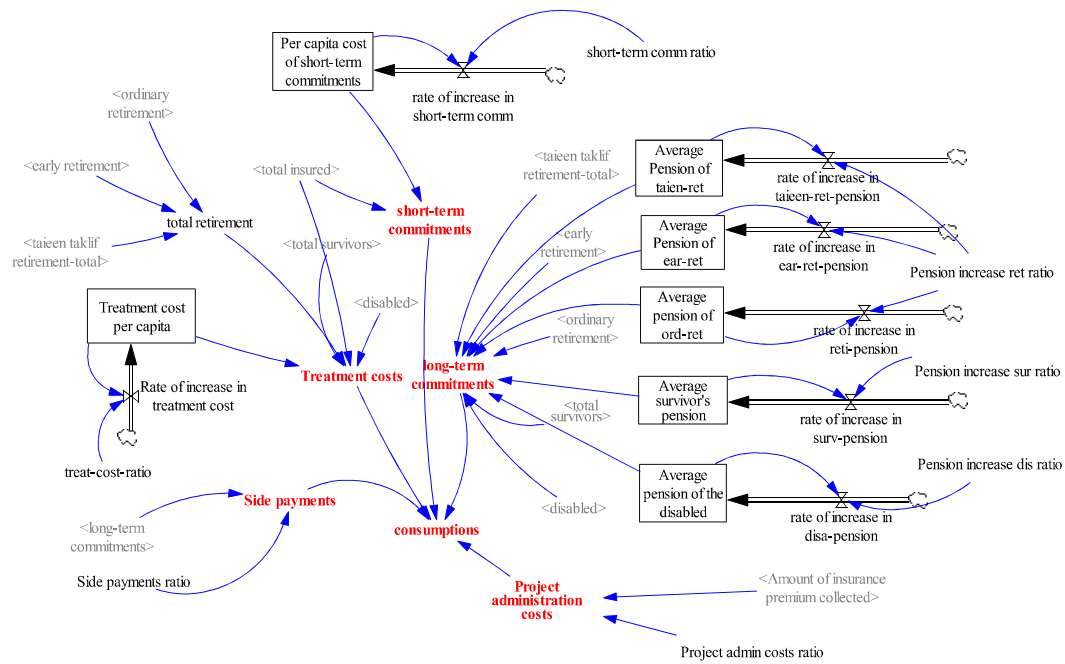 Per capita cost
of short-term
commitments
short-term comm ratio
rate of increase in
short-term comm
<ordinary
retirement>
<early retirement>
total retirement
<taieen taklif
retirement-total>
<total insured>
short-term
commitments
<total survivors>
<disabled>
<taieen taklif
retirement-total>
<early
retirement>
<ordinary
retirement>
Average
Pension of
taien-ret
rate of increase in
taieen-ret-pension
Average
Pension of
ear-ret
rate of increase in
ear-ret-pension
Pension increase ret ratio
Average
pension of
ord-ret
rate of increase in
reti-pension
Treatment cost
per capita
Rate of increase in
treatment cost
treat-cost-ratio
Treatment costs
long-term
commitments
Pension increase sur ratio
Average
survivor's
pension
rate of increase in
surv-pension
<total
survivors>
Pension increase dis ratio
Average
pension of the
disabled
rate of increase in
disa-pension
<disabled>
Side payments
<long-term
commitments>
Side payments ratio
consumptions
Project
administration
costs
<Amount of insurance
premium collected>
Project admin costs ratio